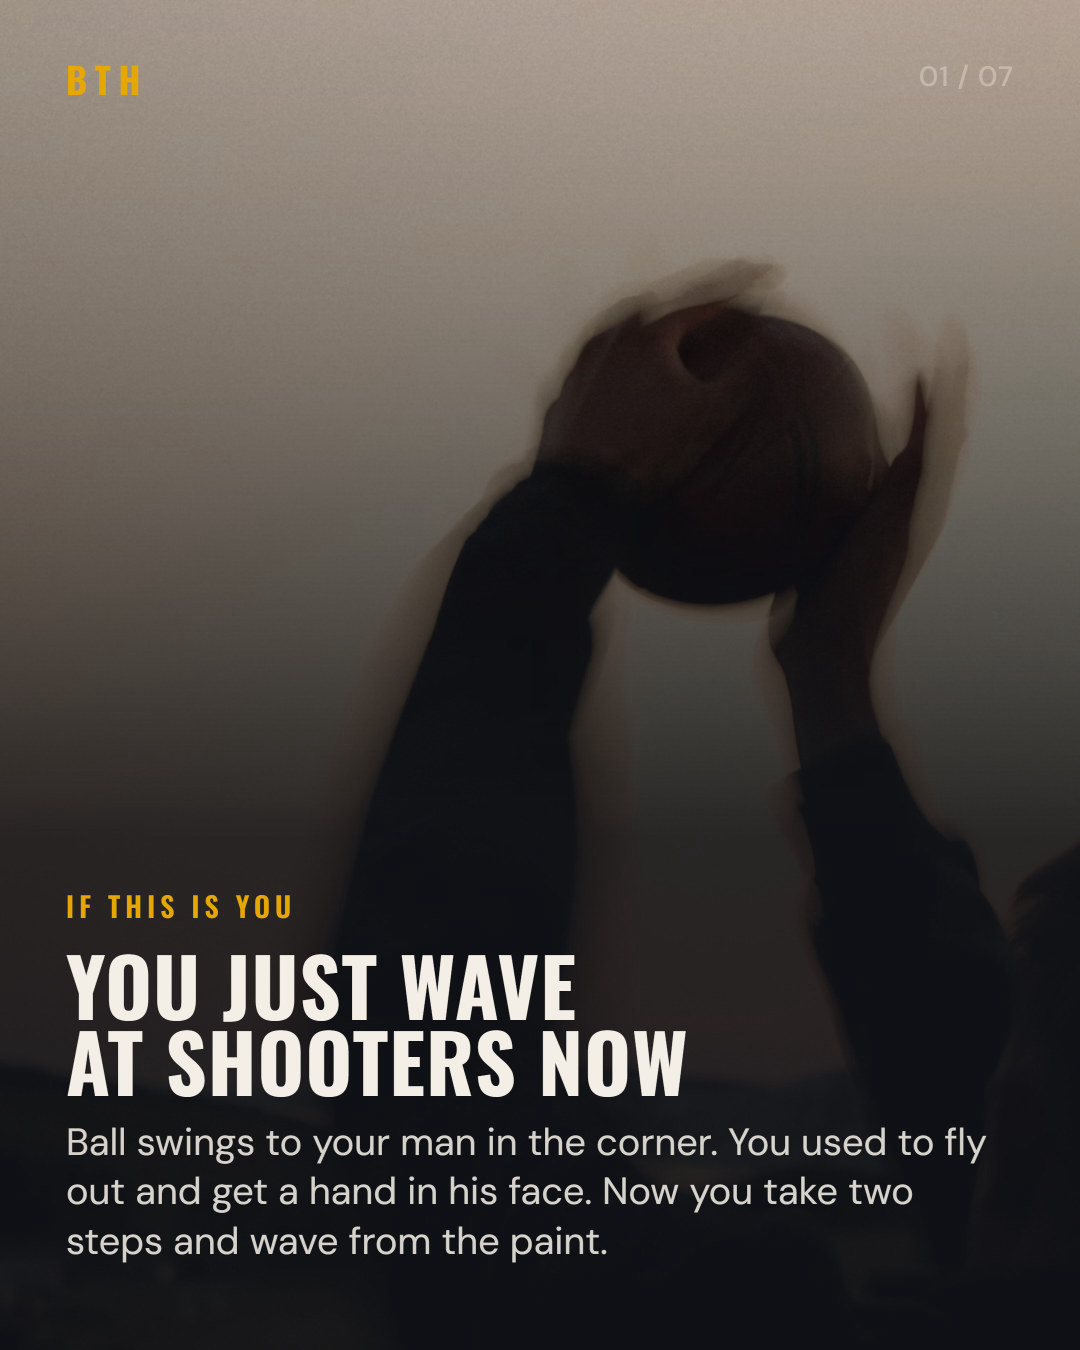 BTH
01 / 07
IF THIS IS YOU
YOU JUST WAVE
AT SHOOTERS NOW
Ball swings to your man in the corner. You used to fly
out and get a hand in his face. Now you take two
steps and wave from the paint.